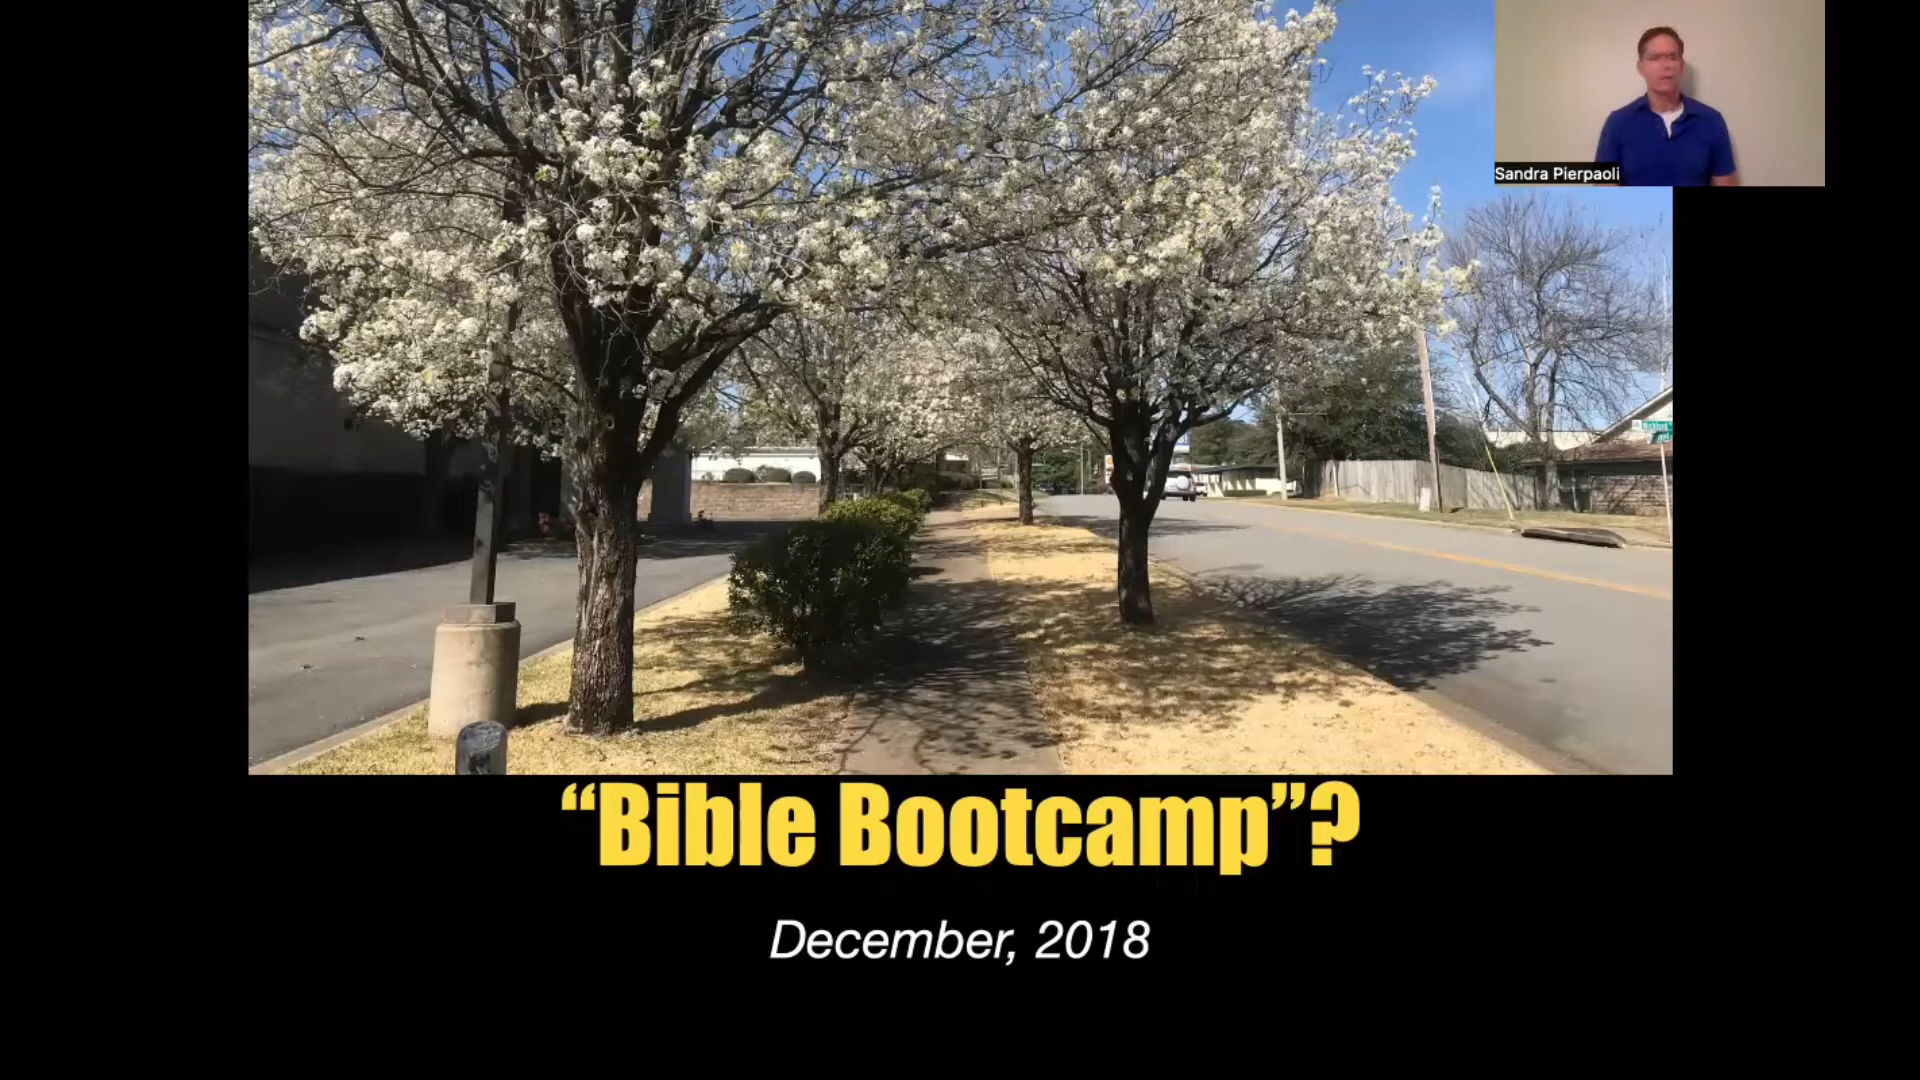 Sandra Pierpaoli
“Bible Bootcamp”?
December, 2018